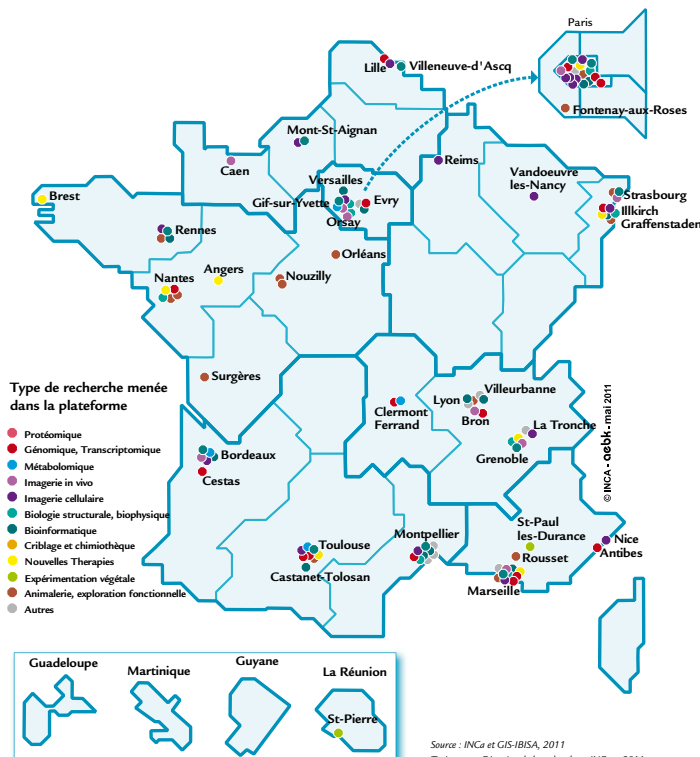 Paris
Lille
Villeneuve-d'Ascq
Fontenay-aux-Roses
Mont-St-Aignan
Caen
Reims
Vandoeuvre
les-Nancy
Versailles
Strasbourg
Brest
Gif-sur-Yvette
Evry
Illkirch
Graffenstaden
Orsay
Rennes
Orléans
Angers
Nouzilly
Nantes
Surgères
Type de recherche menée
dans la plateforme
Protéomique
Génomique, Transcriptomique
Métabolomique
Imagerie in vivo
Imagerie cellulaire
Biologie structurale, biophysique
Bioinformatique
Criblage et chimiothèque
Nouvelles Therapies
Expérimentation végétale
Animalerie, exploration fonctionnelle
Autres
Villeurbanne
Lyon
Clermont
Ferrand
Bron
La Tronche
Grenoble
© INCA - aebk - mai 2011
Bordeaux
Cestas
St-Paul
les-Durance
Montpellier
Toulouse
Nice
Antibes
Rousset
Castanet-Tolosan
Marseille
Guadeloupe
Martinique
Guyane
La Réunion
St-Pierre
Source : INCa et GIS-IBISA, 2011